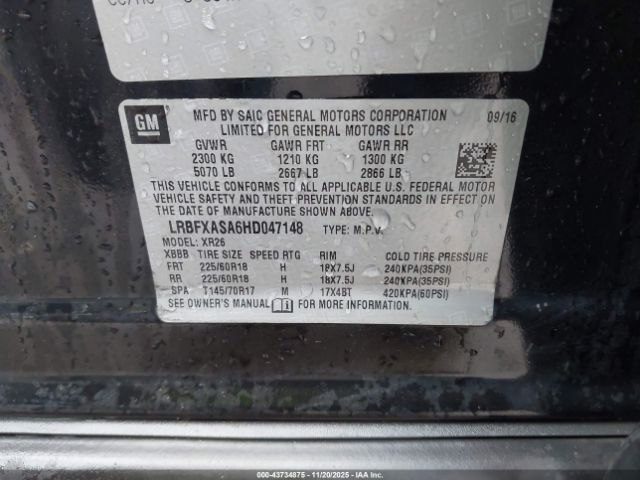 GM
MFD BY SAIC GENERAL MOTORS CORPORATION 09/16
LIMITED FOR GENERAL MOTORS LLC
GVWR GAWR FRT GAWR RR
2300 KG 1210 KG 1300 KG
5070 LB 2667 LB 2866 LB
THIS VEHICLE CONFORMS TO ALL APPLICABLE U.S. FEDERAL MOTOR
VEHICLE SAFETY AND THEFT PREVENTION STANDARDS IN EFFECT ON
THE DATE OF MANUFACTURE SHOWN ABOVE.
LRBFXASA6HD047148 TYPE: M.P.V.
MODEL: XR26
XBBB TIRE SIZE SPEED RTG RIM COLD TIRE PRESSURE
FRT 225/60R18 H 18X7.5J 240KPA(35PSI)
RR 225/60R18 H 18X7.5J 240KPA(35PSI)
SPA T145/70R17 M 17X4BT 420KPA(60PSI)
SEE OWNER'S MANUAL FOR MORE INFORMATION.
000-43734875 - 11/20/2025 - IAAI.CA